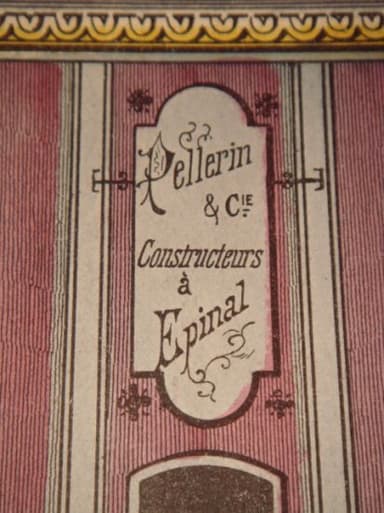 Pellerin
& CIE
Constructeurs
à
Epinal